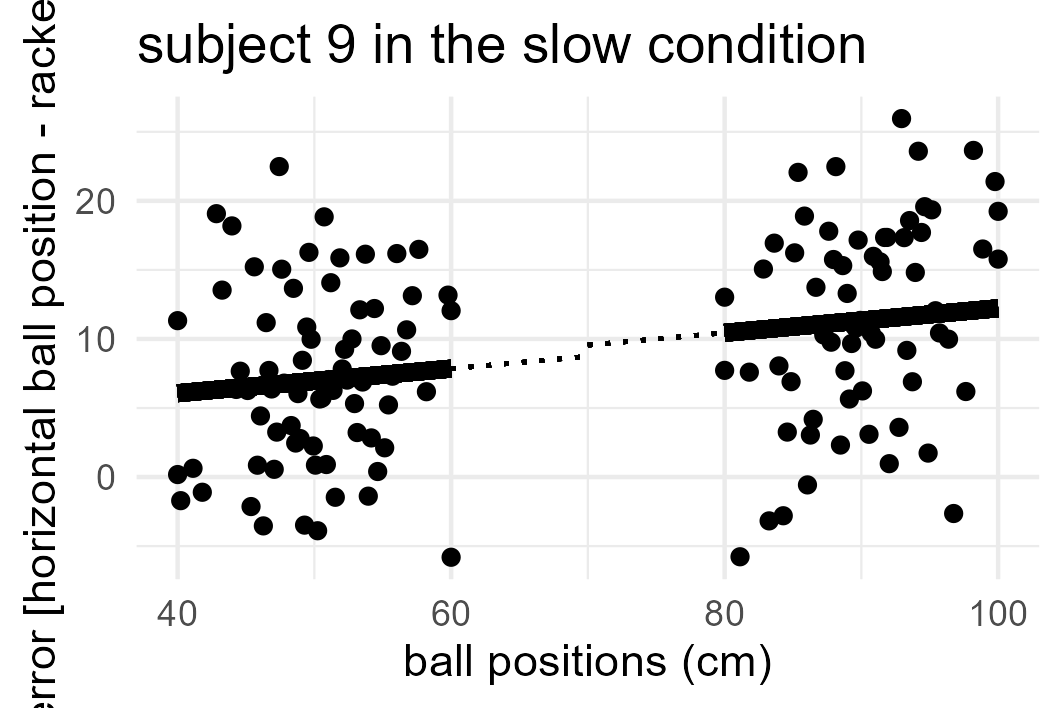 subject 9 in the slow condition
error [horizontal ball position - racke
20
10
0
40 60 80 100
ball positions (cm)